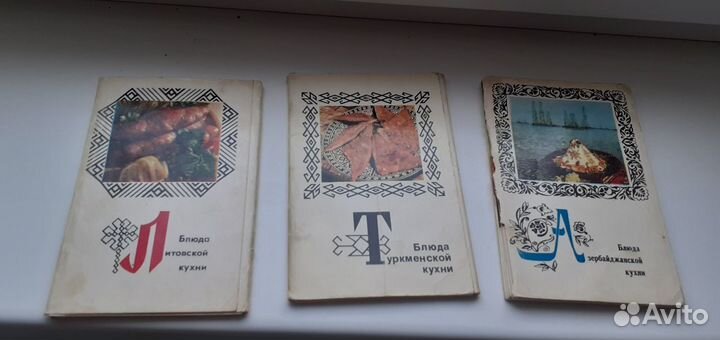 Блюда
Литовской
кухни
Блюда
Туркменской
кухни
Блюда
Азербайджанской
кухни
Avito